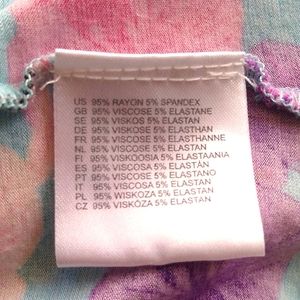 US 95% RAYON 5% SPANDEX
GB 95% VISCOSE 5% ELASTANE
SE 95% VISKOS 5% ELASTAN
DK 95% VISCOSE 5% ELASTHAN
FR 95% VISCOSE 5% ELASTHANNE
NL 95% VISCOSE 5% ELASTAN
FI 95% VISKOOSIA 5% ELASTAANIA
ES 95% VISCOSA 5% ELASTÁN
PT 95% VISCOSE 5% ELASTANO
IT 95% VISCOSA 5% ELASTAN
PL 95% WISKOZA 5% ELASTAN
CZ 95% VISKÓZA 5% ELASTAN